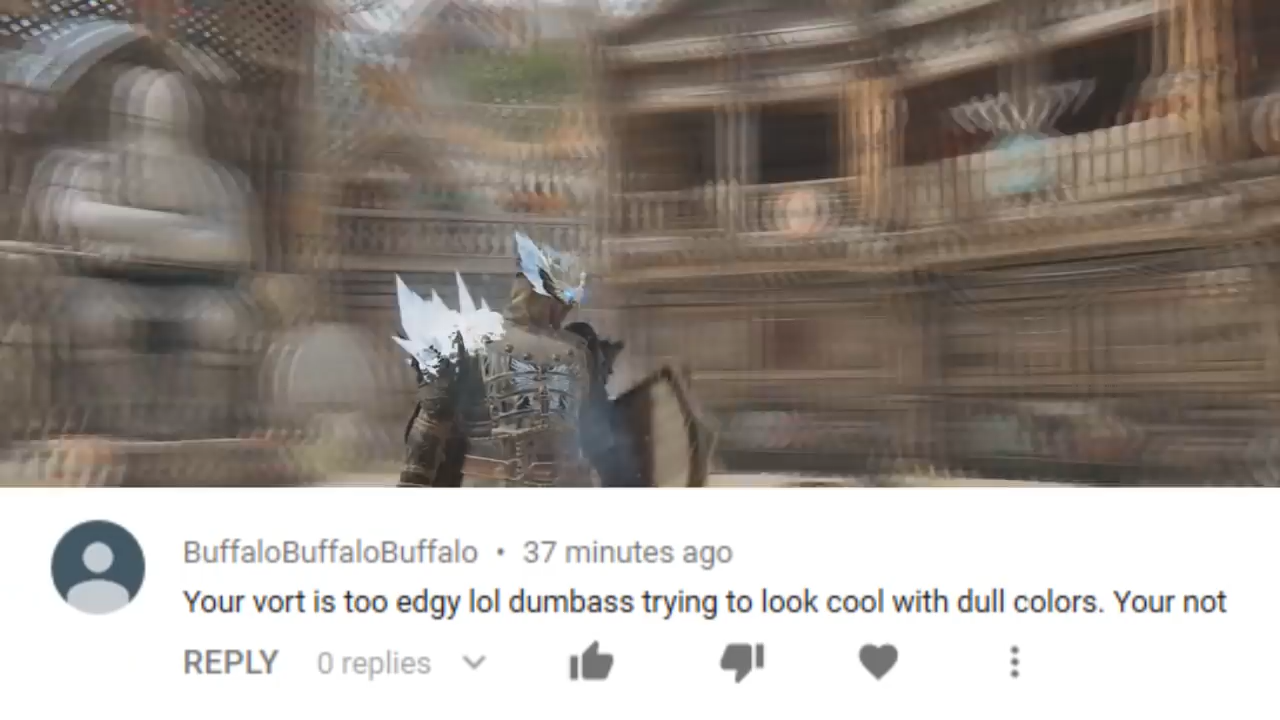 BuffaloBuffaloBuffalo • 37 minutes ago
Your vort is too edgy lol dumbass trying to look cool with dull colors. Your not
REPLY 0 replies